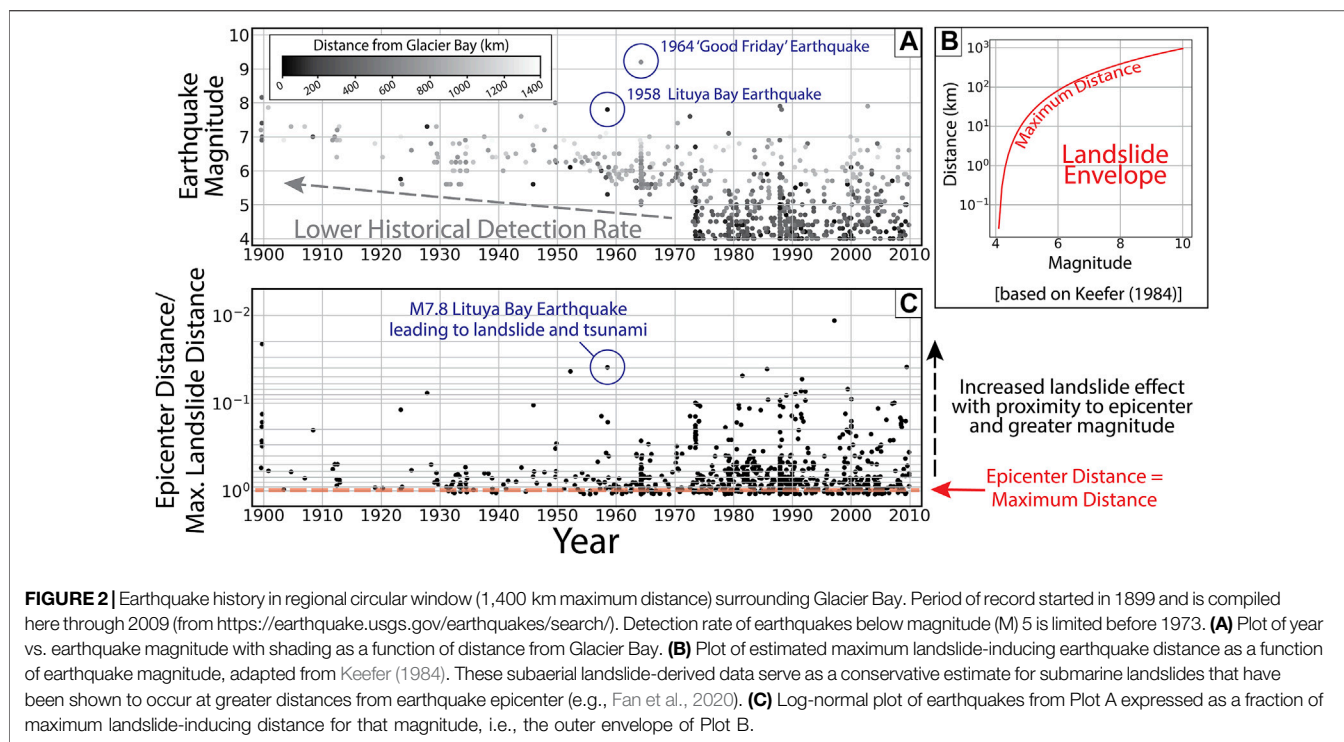 10
9
8
7
6
5
4
Earthquake
Magnitude
Distance from Glacier Bay (km)
0
200
400
600
800
1000
1200
1400
A
1964 'Good Friday' Earthquake
1958 Lituya Bay Earthquake
Lower Historical Detection Rate
1900 1910 1920 1930 1940 1950 1960 1970 1980 1990 2000 2010
B
10³
10²
10¹
10⁰
10⁻¹
Distance (km)
Maximum Distance
Landslide
Envelope
4 6 8 10
Magnitude
[based on Keefer (1984)]
C
Epicenter Distance/
Max. Landslide Distance
10⁻²
10⁻¹
10⁰
M7.8 Lituya Bay Earthquake
leading to landslide and tsunami
1900 1910 1920 1930 1940 1950 1960 1970 1980 1990 2000 2010
Year
Increased landslide effect
with proximity to epicenter
and greater magnitude
Epicenter Distance =
Maximum Distance
FIGURE 2 | Earthquake history in regional circular window (1,400 km maximum distance) surrounding Glacier Bay. Period of record started in 1899 and is compiled
here through 2009 (from https://earthquake.usgs.gov/earthquakes/search/). Detection rate of earthquakes below magnitude (M) 5 is limited before 1973. (A) Plot of year
vs. earthquake magnitude with shading as a function of distance from Glacier Bay. (B) Plot of estimated maximum landslide-inducing earthquake distance as a function
of earthquake magnitude, adapted from Keefer (1984). These subaerial landslide-derived data serve as a conservative estimate for submarine landslides that have
been shown to occur at greater distances from earthquake epicenter (e.g., Fan et al., 2020). (C) Log-normal plot of earthquakes from Plot A expressed as a fraction of
maximum landslide-inducing distance for that magnitude, i.e., the outer envelope of Plot B.